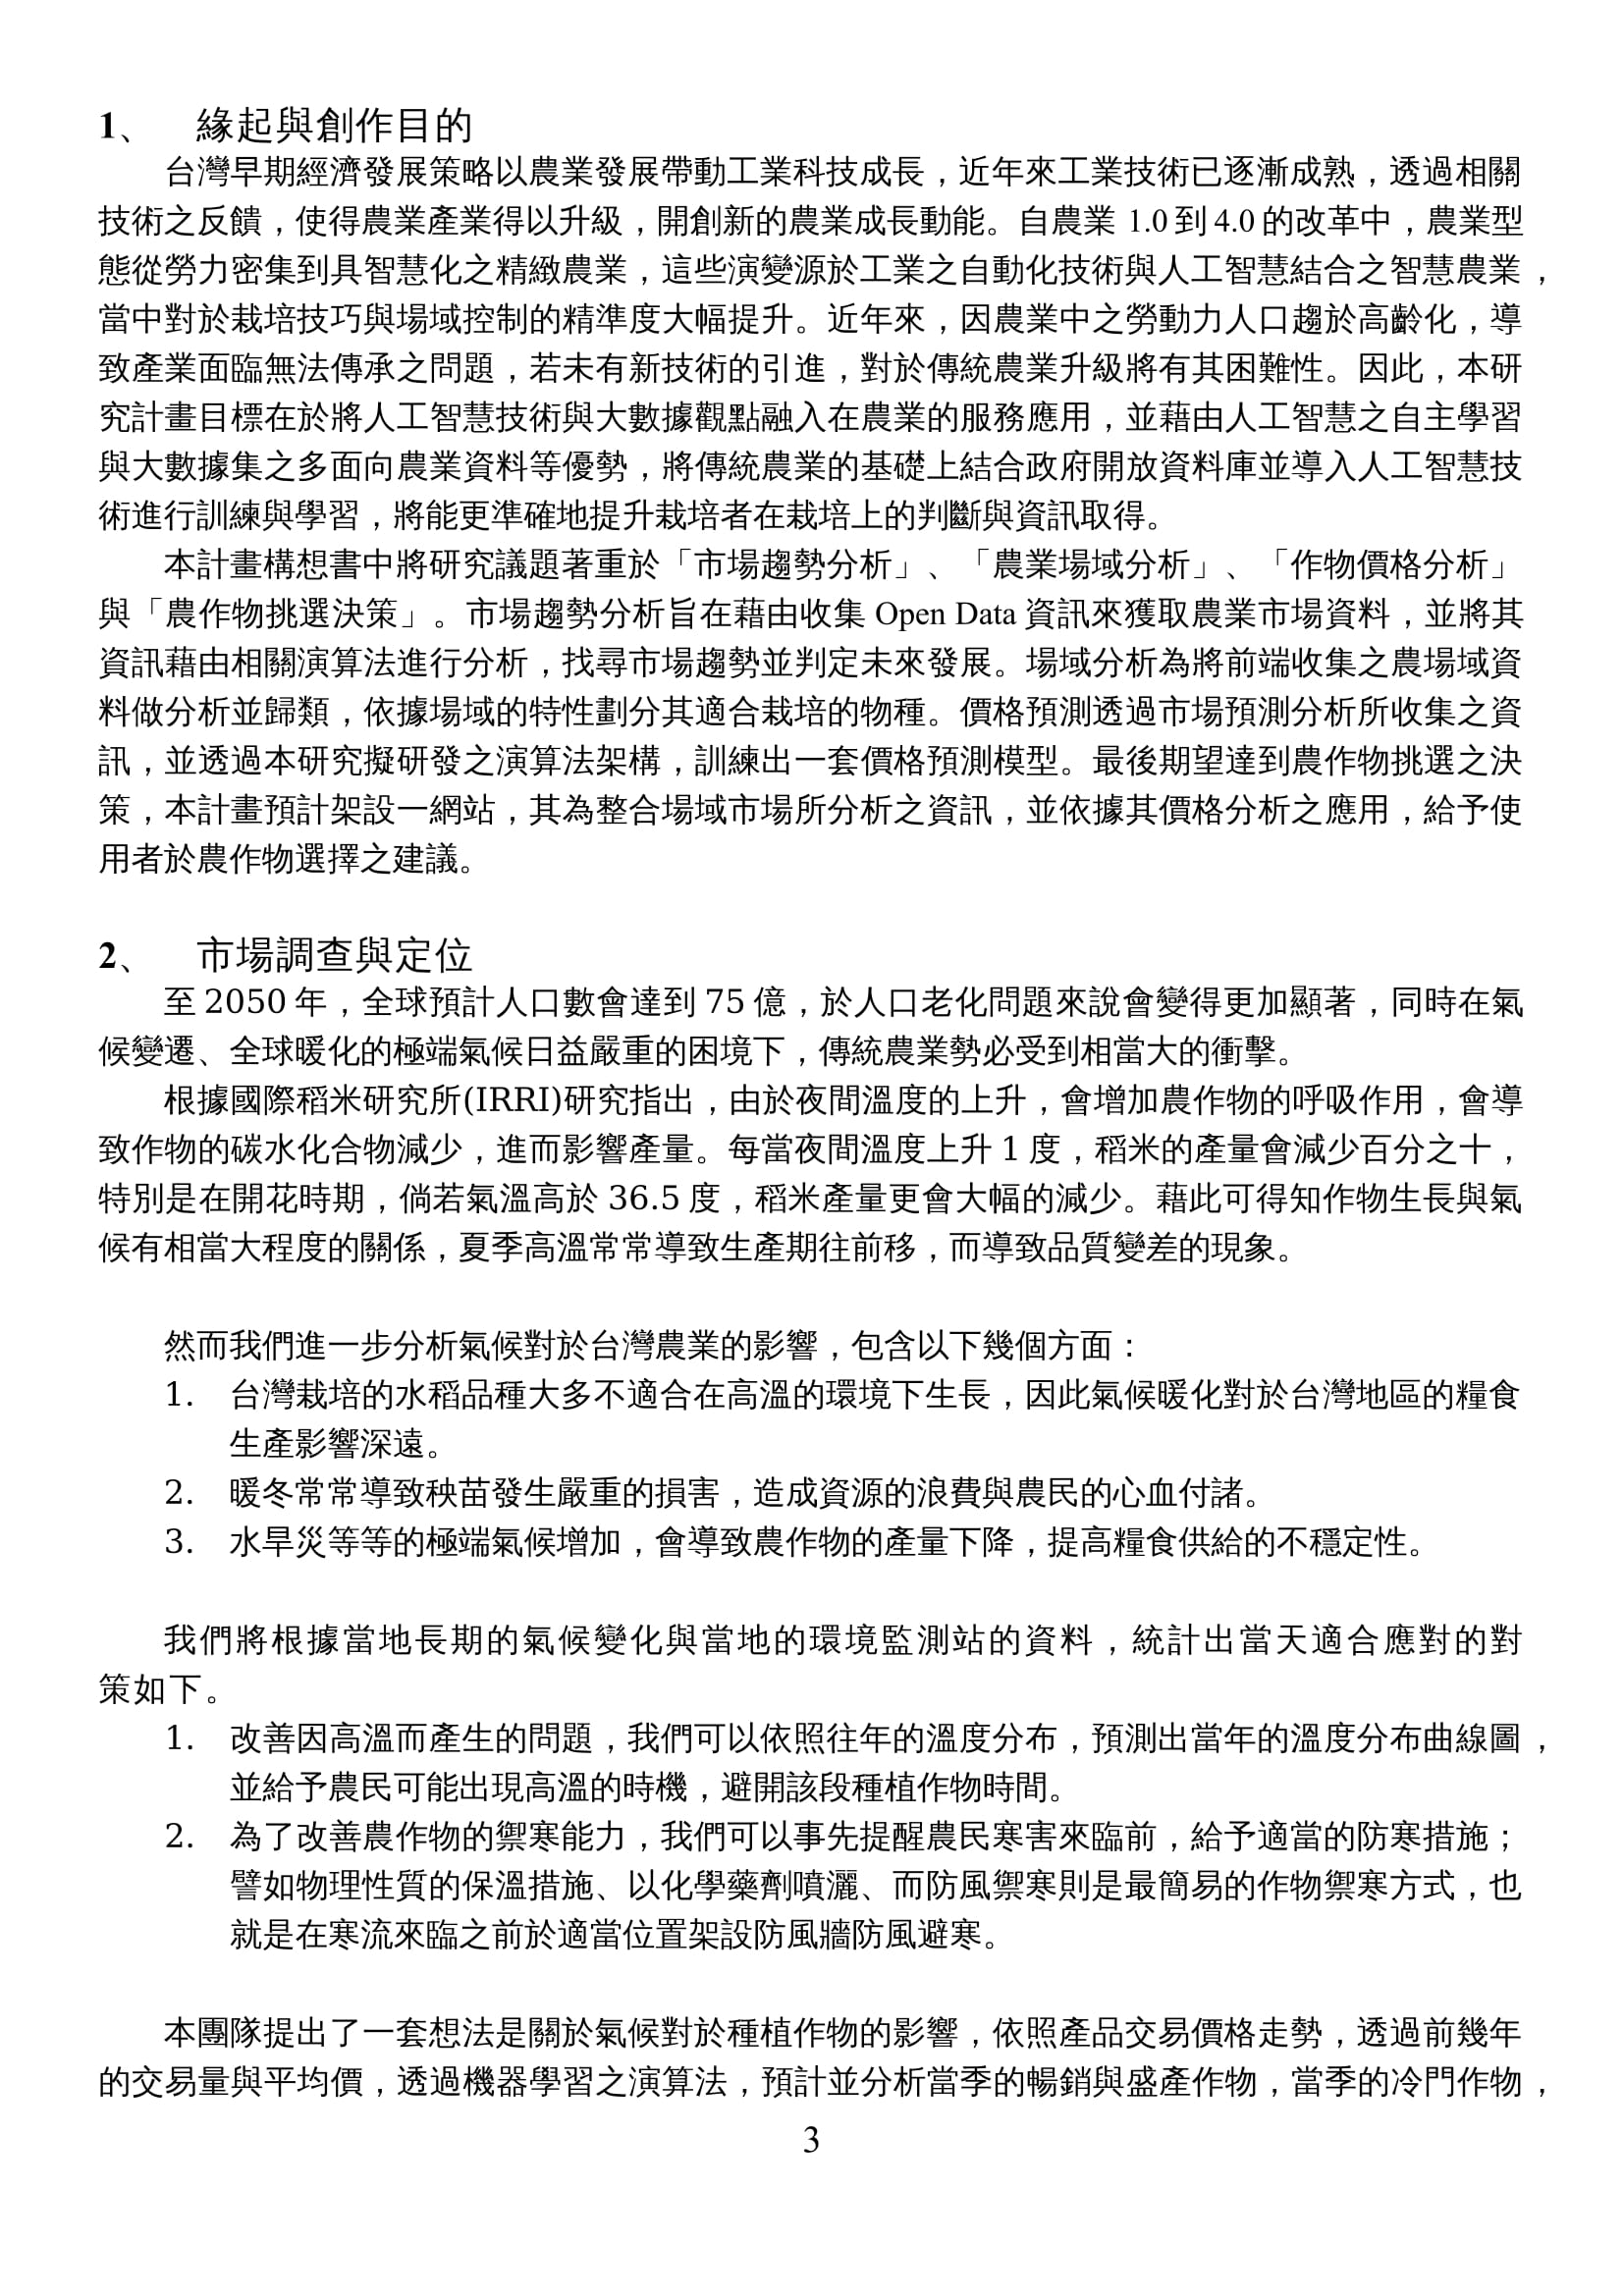 1、 緣起與創作目的
台灣早期經濟發展策略以農業發展帶動工業科技成長，近年來工業技術已逐漸成熟，透過相關
技術之反饋，使得農業產業得以升級，開創新的農業成長動能。自農業 1.0 到 4.0 的改革中，農業型
態從勞力密集到具智慧化之精緻農業，這些演變源於工業之自動化技術與人工智慧結合之智慧農業，
當中對於栽培技巧與場域控制的精準度大幅提升。近年來，因農業中之勞動力人口趨於高齡化，導
致產業面臨無法傳承之問題，若未有新技術的引進，對於傳統農業升級將有其困難性。因此，本研
究計畫目標在於將人工智慧技術與大數據觀點融入在農業的服務應用，並藉由人工智慧之自主學習
與大數據集之多面向農業資料等優勢，將傳統農業的基礎上結合政府開放資料庫並導入人工智慧技
術進行訓練與學習，將能更準確地提升栽培者在栽培上的判斷與資訊取得。
本計畫構想書中將研究議題著重於「市場趨勢分析」、「農業場域分析」、「作物價格分析」
與「農作物挑選決策」。市場趨勢分析旨在藉由收集 Open Data 資訊來獲取農業市場資料，並將其
資訊藉由相關演算法進行分析，找尋市場趨勢並判定未來發展。場域分析為將前端收集之農場域資
料做分析並歸類，依據場域的特性劃分其適合栽培的物種。價格預測透過市場預測分析所收集之資
訊，並透過本研究擬研發之演算法架構，訓練出一套價格預測模型。最後期望達到農作物挑選之決
策，本計畫預計架設一網站，其為整合場域市場所分析之資訊，並依據其價格分析之應用，給予使
用者於農作物選擇之建議。
2、 市場調查與定位
至 2050 年，全球預計人口數會達到 75 億，於人口老化問題來說會變得更加顯著，同時在氣
候變遷、全球暖化的極端氣候日益嚴重的困境下，傳統農業勢必受到相當大的衝擊。
根據國際稻米研究所(IRRI)研究指出，由於夜間溫度的上升，會增加農作物的呼吸作用，會導
致作物的碳水化合物減少，進而影響產量。每當夜間溫度上升 1 度，稻米的產量會減少百分之十，
特別是在開花時期，倘若氣溫高於 36.5 度，稻米產量更會大幅的減少。藉此可得知作物生長與氣
候有相當大程度的關係，夏季高溫常常導致生產期往前移，而導致品質變差的現象。
然而我們進一步分析氣候對於台灣農業的影響，包含以下幾個方面：
1. 台灣栽培的水稻品種大多不適合在高溫的環境下生長，因此氣候暖化對於台灣地區的糧食
生產影響深遠。
2. 暖冬常常導致秧苗發生嚴重的損害，造成資源的浪費與農民的心血付諸。
3. 水旱災等等的極端氣候增加，會導致農作物的產量下降，提高糧食供給的不穩定性。
我們將根據當地長期的氣候變化與當地的環境監測站的資料，統計出當天適合應對的對
策如下。
1. 改善因高溫而產生的問題，我們可以依照往年的溫度分布，預測出當年的溫度分布曲線圖，
並給予農民可能出現高溫的時機，避開該段種植作物時間。
2. 為了改善農作物的禦寒能力，我們可以事先提醒農民寒害來臨前，給予適當的防寒措施；
譬如物理性質的保溫措施、以化學藥劑噴灑、而防風禦寒則是最簡易的作物禦寒方式，也
就是在寒流來臨之前於適當位置架設防風牆防風避寒。
本團隊提出了一套想法是關於氣候對於種植作物的影響，依照產品交易價格走勢，透過前幾年
的交易量與平均價，透過機器學習之演算法，預計並分析當季的暢銷與盛產作物，當季的冷門作物，
3